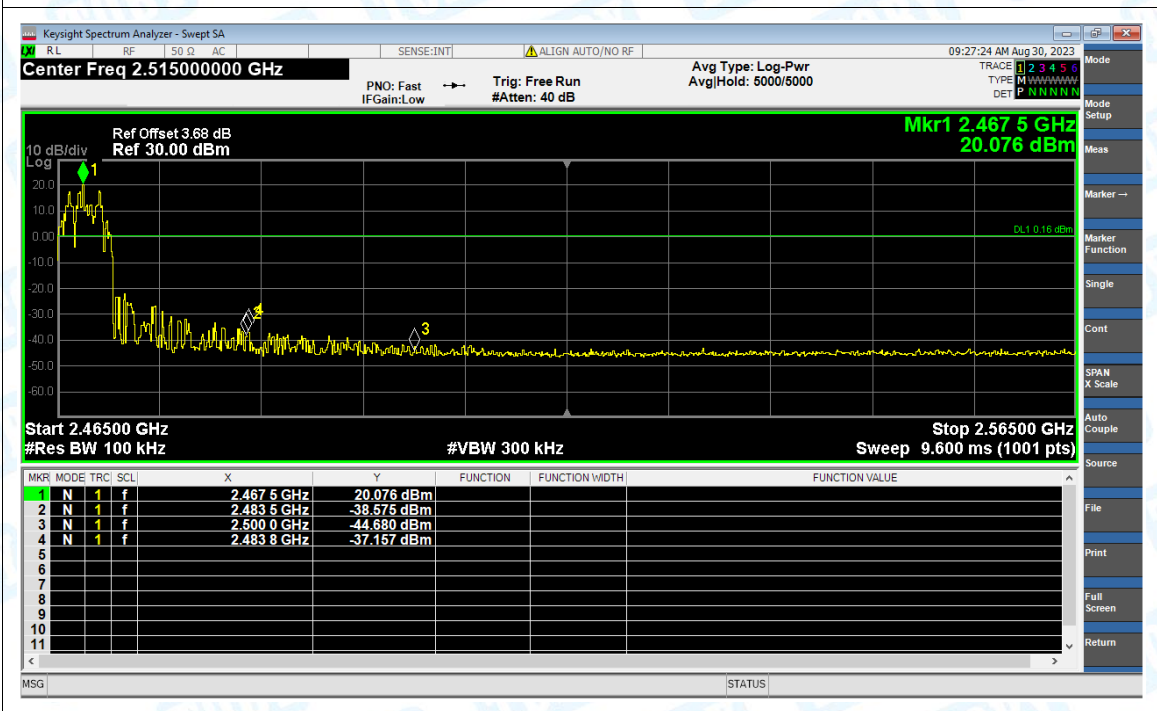 Keysight Spectrum Analyzer - Swept SA
LXI RL RF 50 Ω AC SENSE:INT ALIGN AUTO/NO RF 09:27:24 AM Aug 30, 2023
Center Freq 2.515000000 GHz
PNO: Fast
IFGain:Low
Trig: Free Run
#Atten: 40 dB
Avg Type: Log-Pwr
Avg|Hold: 5000/5000
TRACE 1 2 3 4 5 6
TYPE M WWWWW
DET P N N N N N
Ref Offset 3.68 dB
Ref 30.00 dBm
10 dB/div
Log
Mkr1 2.467 5 GHz
20.076 dBm
20.0
10.0
0.00
-10.0
-20.0
-30.0
-40.0
-50.0
-60.0
1
2
3
DL1 0.16 dBm
Start 2.46500 GHz
#Res BW 100 kHz
#VBW 300 kHz
Stop 2.56500 GHz
Sweep 9.600 ms (1001 pts)
MKR MODE TRC SCL X Y FUNCTION FUNCTION WIDTH FUNCTION VALUE
1 N 1 f 2.467 5 GHz 20.076 dBm
2 N 1 f 2.483 5 GHz -38.575 dBm
3 N 1 f 2.500 0 GHz -44.680 dBm
4 N 1 f 2.483 8 GHz -37.157 dBm
5
6
7
8
9
10
11
MSG STATUS
Mode
Mode Setup
Meas
Marker →
Marker Function
Single
Cont
SPAN X Scale
Auto Couple
Source
File
Print
Full Screen
Return